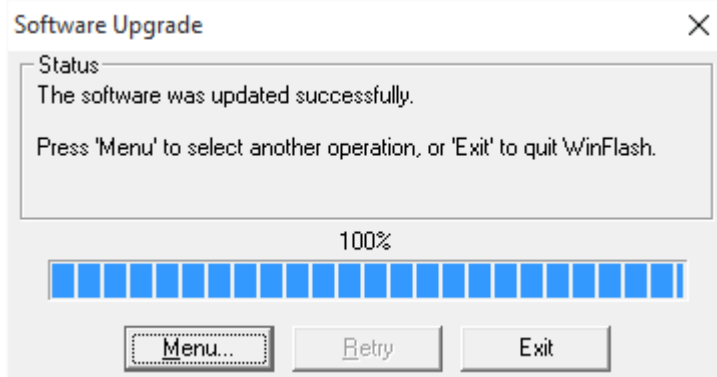 Software Upgrade
Status
The software was updated successfully.
Press 'Menu' to select another operation, or 'Exit' to quit WinFlash.
100%
Menu...
Retry
Exit